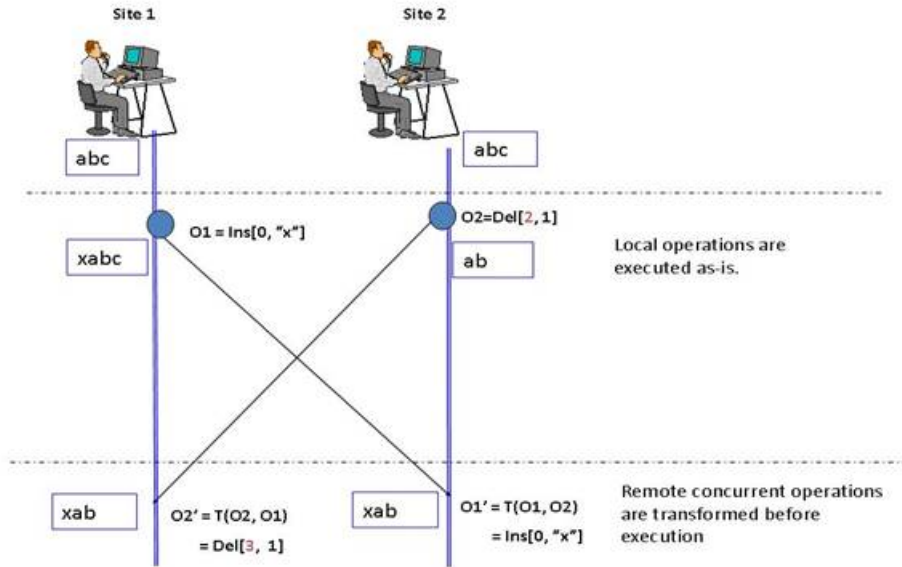 Site 1
Site 2
abc
abc
O1 = Ins[0, "x"]
O2=Del[2, 1]
xabc
ab
Local operations are
executed as-is.
xab
O2’ = T(O2, O1)
= Del[3, 1]
xab
O1’ = T(O1, O2)
= Ins[0, "x"]
Remote concurrent operations
are transformed before
execution